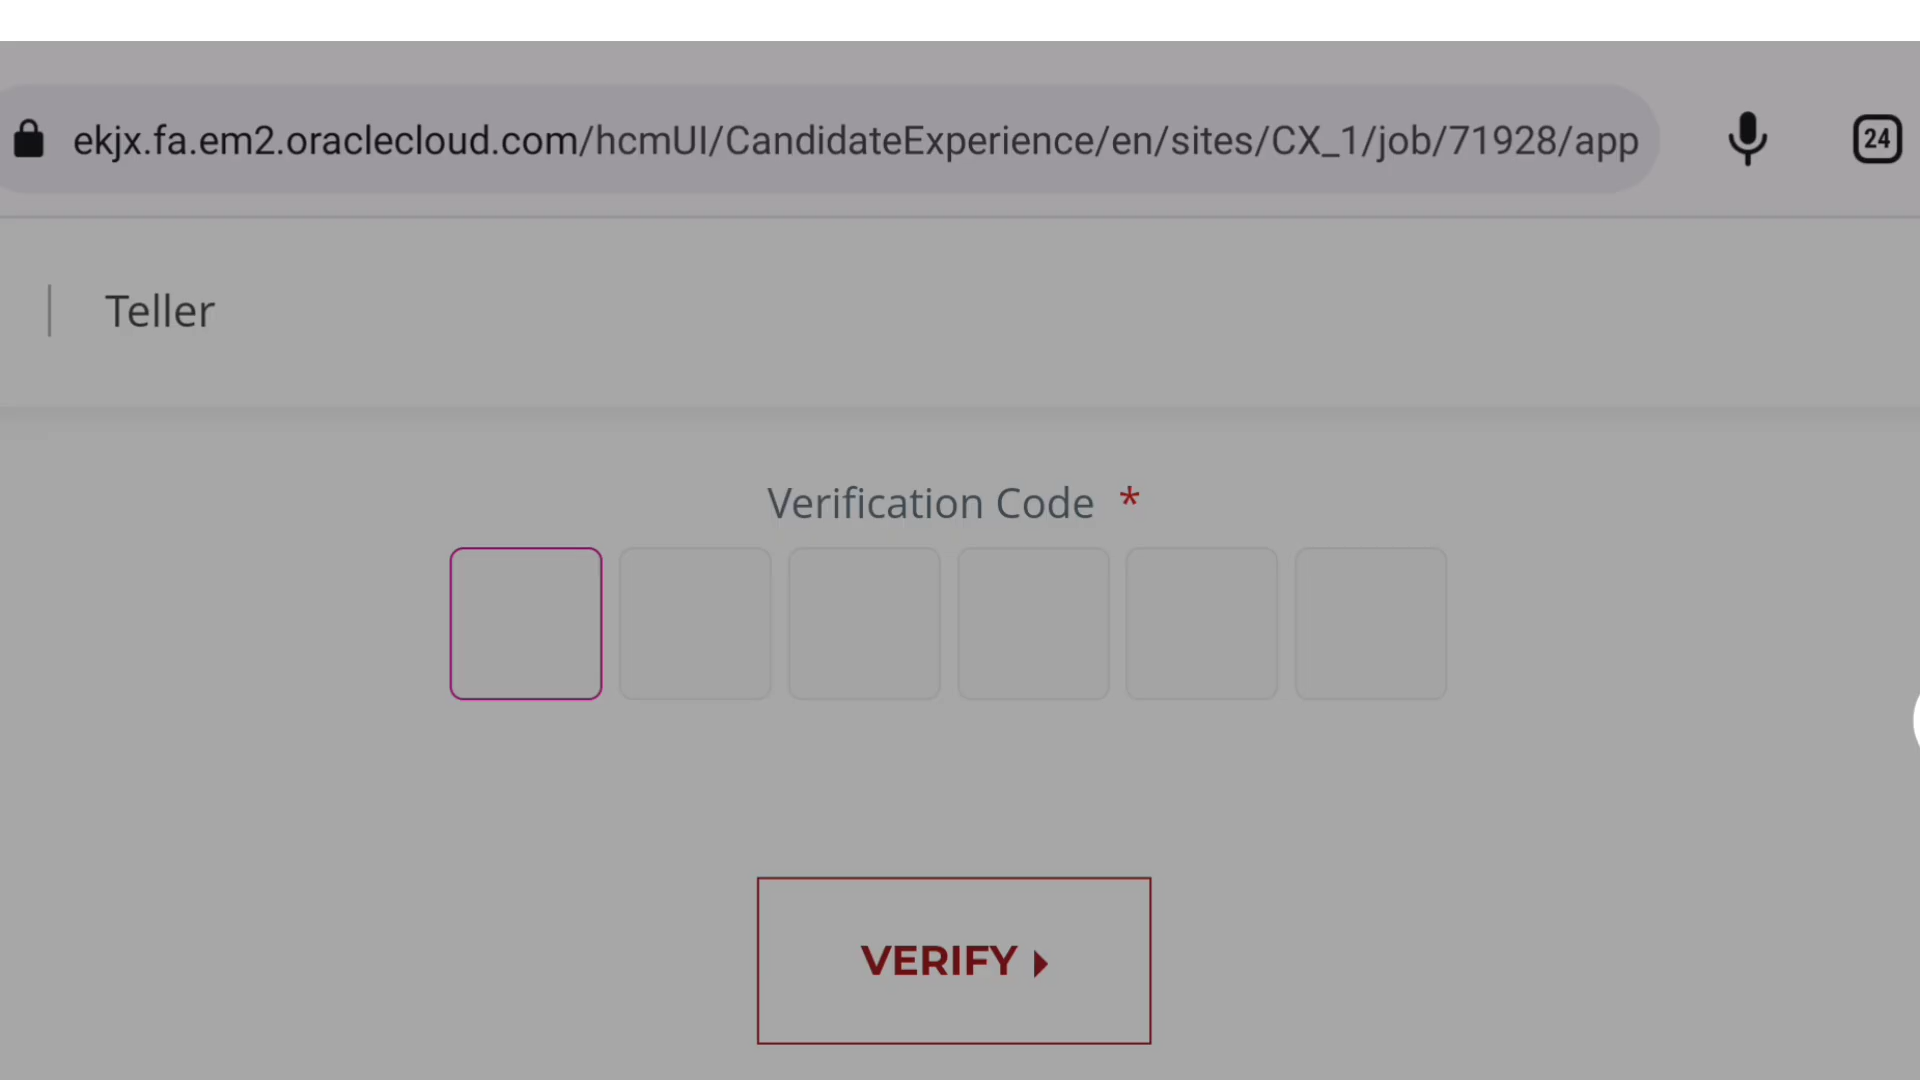 ekjx.fa.em2.oraclecloud.com/hcmUI/CandidateExperience/en/sites/CX_1/job/71928/app
24
Teller
Verification Code *
VERIFY